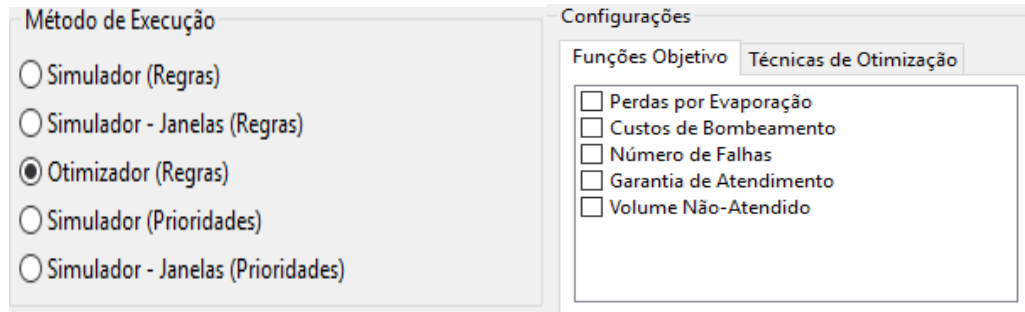 Método de Execução
Simulador (Regras)
Simulador - Janelas (Regras)
Otimizador (Regras)
Simulador (Prioridades)
Simulador - Janelas (Prioridades)
Configurações
Funções Objetivo Técnicas de Otimização
Perdas por Evaporação
Custos de Bombeamento
Número de Falhas
Garantia de Atendimento
Volume Não-Atendido